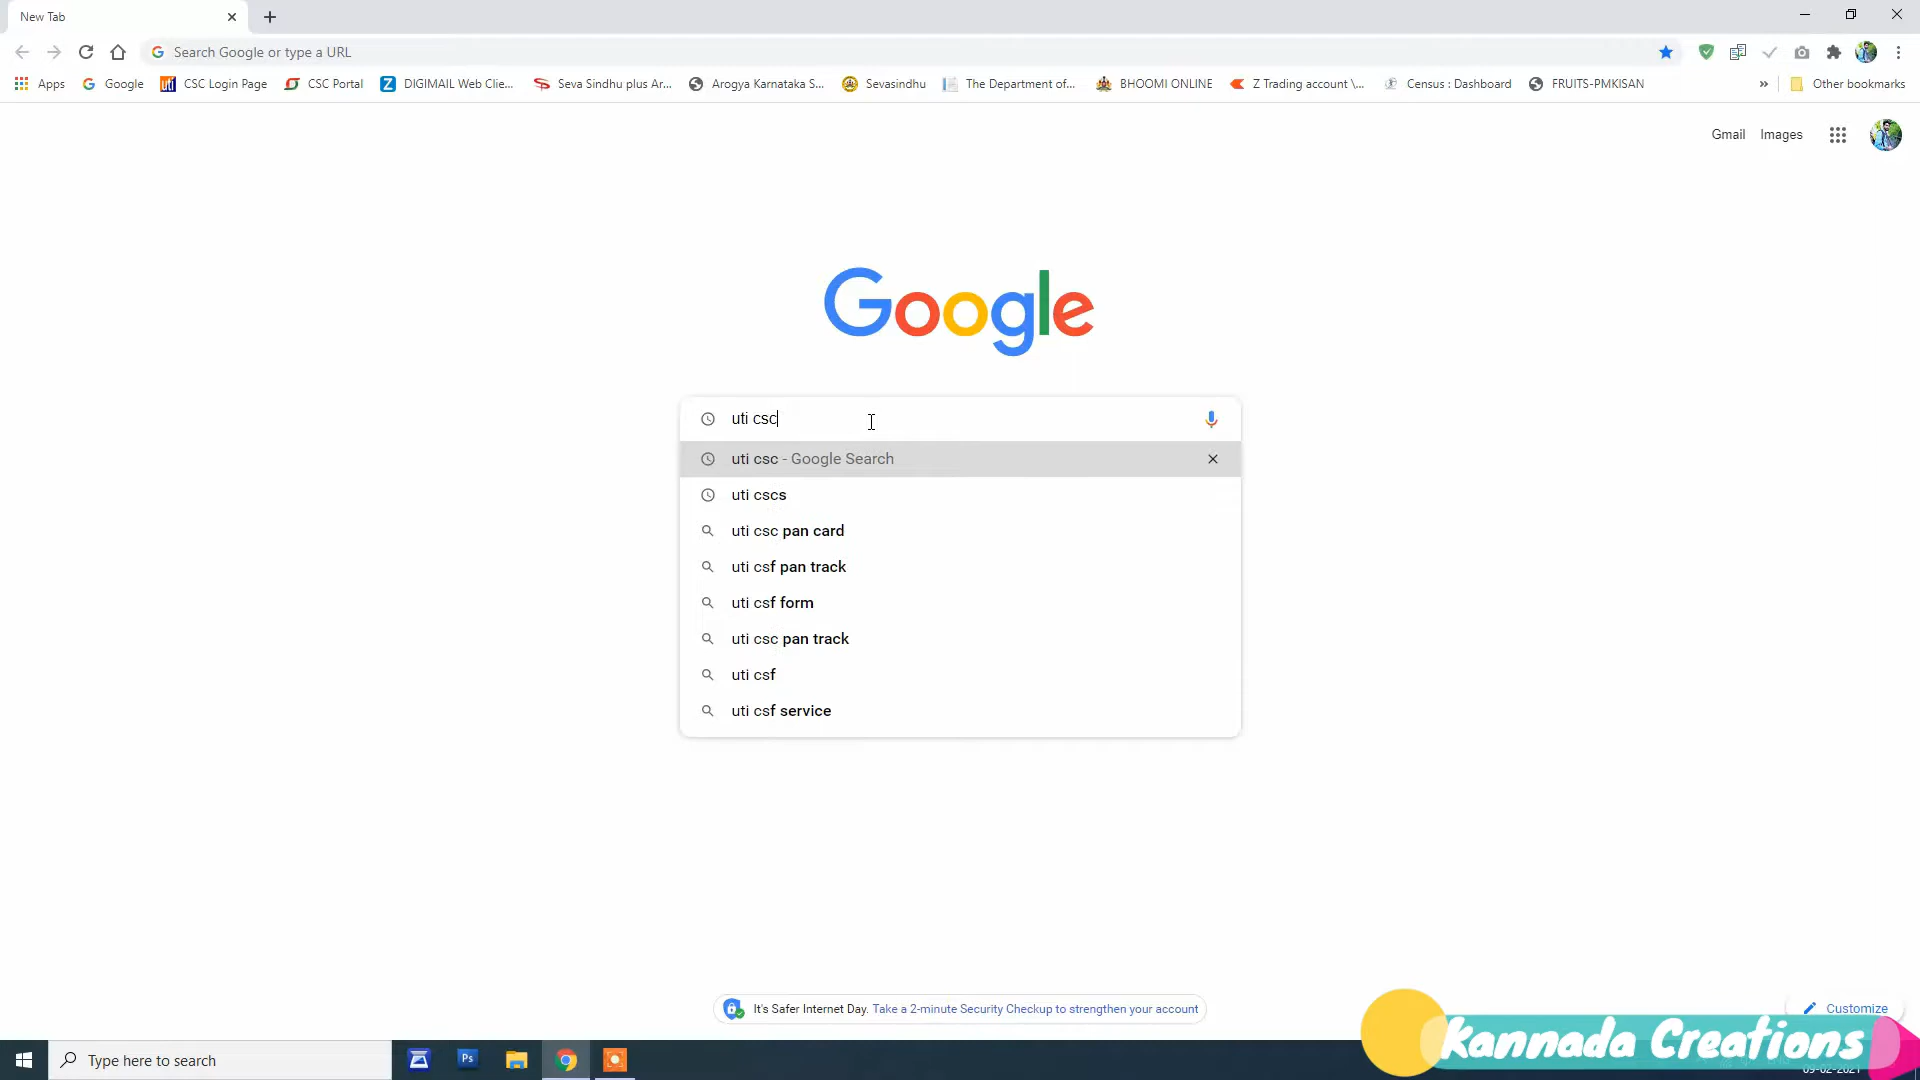 New Tab
Search Google or type a URL
Apps
Google
CSC Login Page
CSC Portal
DIGIMAIL Web Clie...
Seva Sindhu plus Ar...
Arogya Karnataka S...
Sevasindhu
The Department of...
BHOOMI ONLINE
Z Trading account \...
Census : Dashboard
FRUITS-PMKISAN
»
Other bookmarks
Gmail
Images
Google
uti csc
uti csc - Google Search
uti cscs
uti csc pan card
uti csf pan track
uti csf form
uti csc pan track
uti csf
uti csf service
It's Safer Internet Day. Take a 2-minute Security Checkup to strengthen your account
Customize
Kannada Creations
Type here to search
Ps
09-02-2021